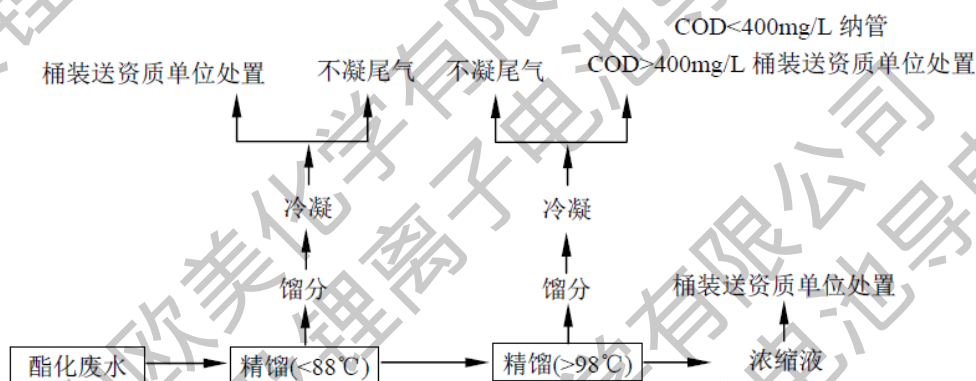 COD<400mg/L 纳管
桶装送资质单位处置 不凝尾气 不凝尾气 COD>400mg/L 桶装送资质单位处置
冷凝 冷凝
馏分 馏分 桶装送资质单位处置
酯化废水 精馏(<88℃) 精馏(>98℃) 浓缩液